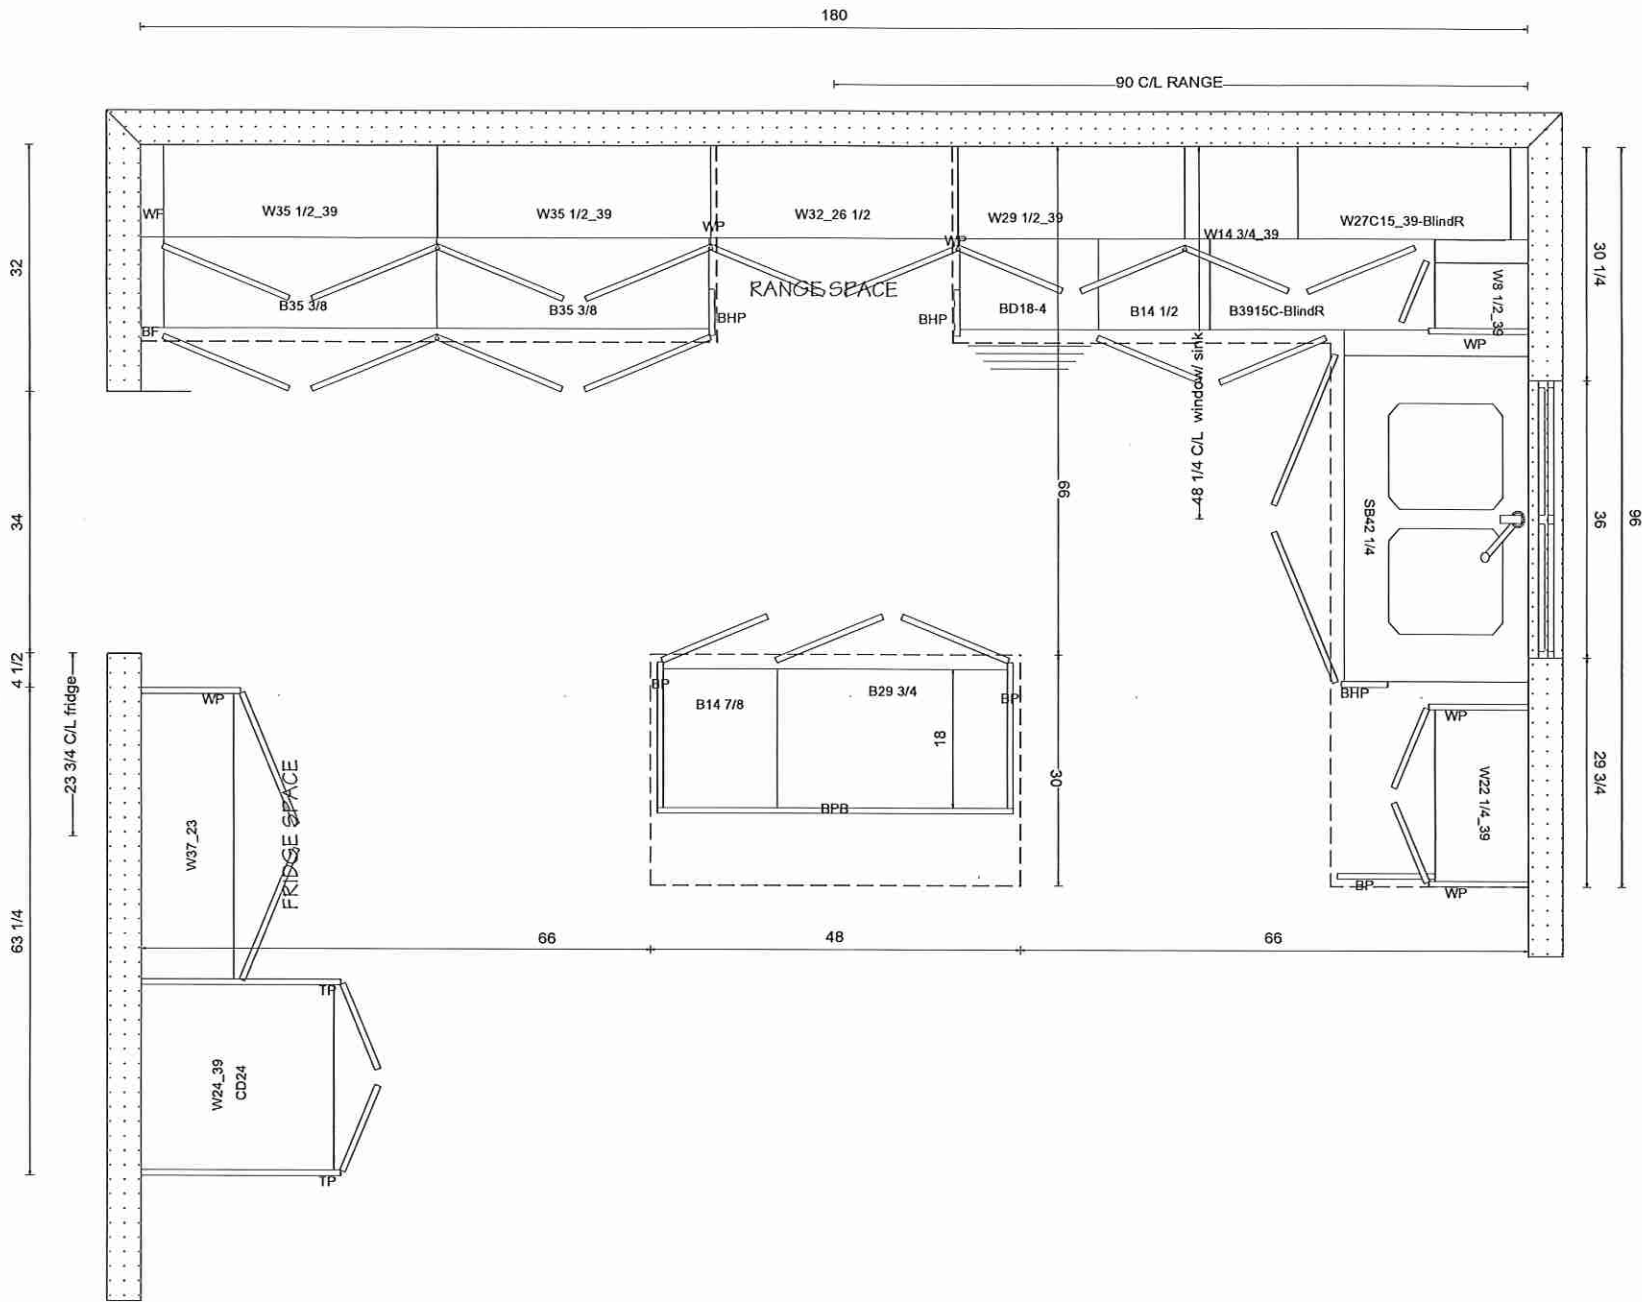 180
90 C/L RANGE
WF
W35 1/2_39
W35 1/2_39
WP
W32_26 1/2
WP
W29 1/2_39
W14 3/4_39
W27C15_39-BlindR
32
30 1/4
RANGE SPACE
B35 3/8
B35 3/8
BF
BHP
BHP
BD18-4
B14 1/2
B3915C-BlindR
W8 1/2_39
WP
48 1/4 C/L window/ sink
66
34
SB42 1/4
36
96
4 1/2
23 3/4 C/L fridge
WP
BP
B14 7/8
B29 3/4
BP
18
BPB
30
BHP
WP
W22 1/4_39
29 3/4
BP
WP
W37_23
FRIDGE SPACE
63 1/4
66
48
66
TP
W24_39
CD24
TP